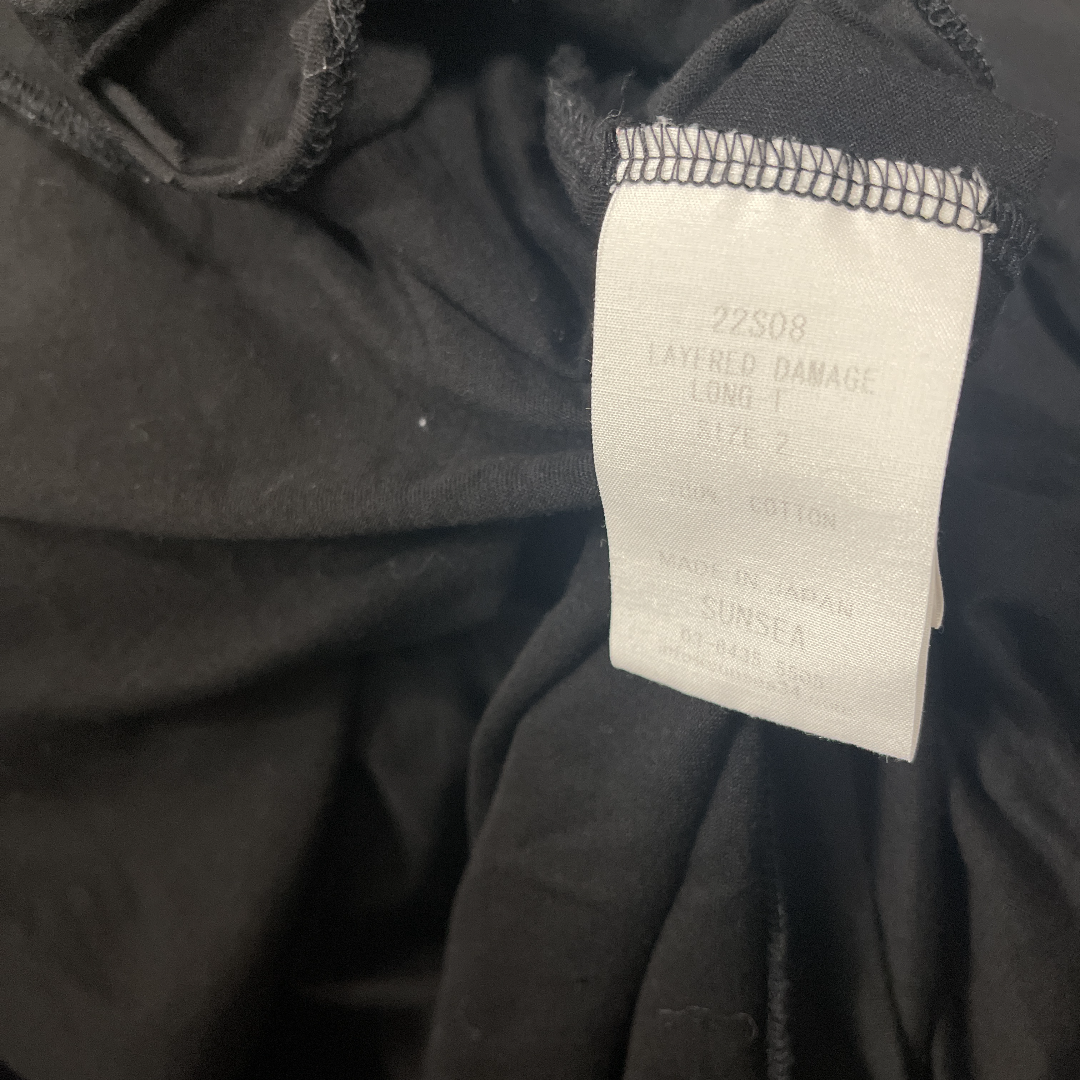 22S08
LAYERED DAMAGE
LONG T
SIZE 2
100% COTTON
MADE IN JAPAN
SUNSEA